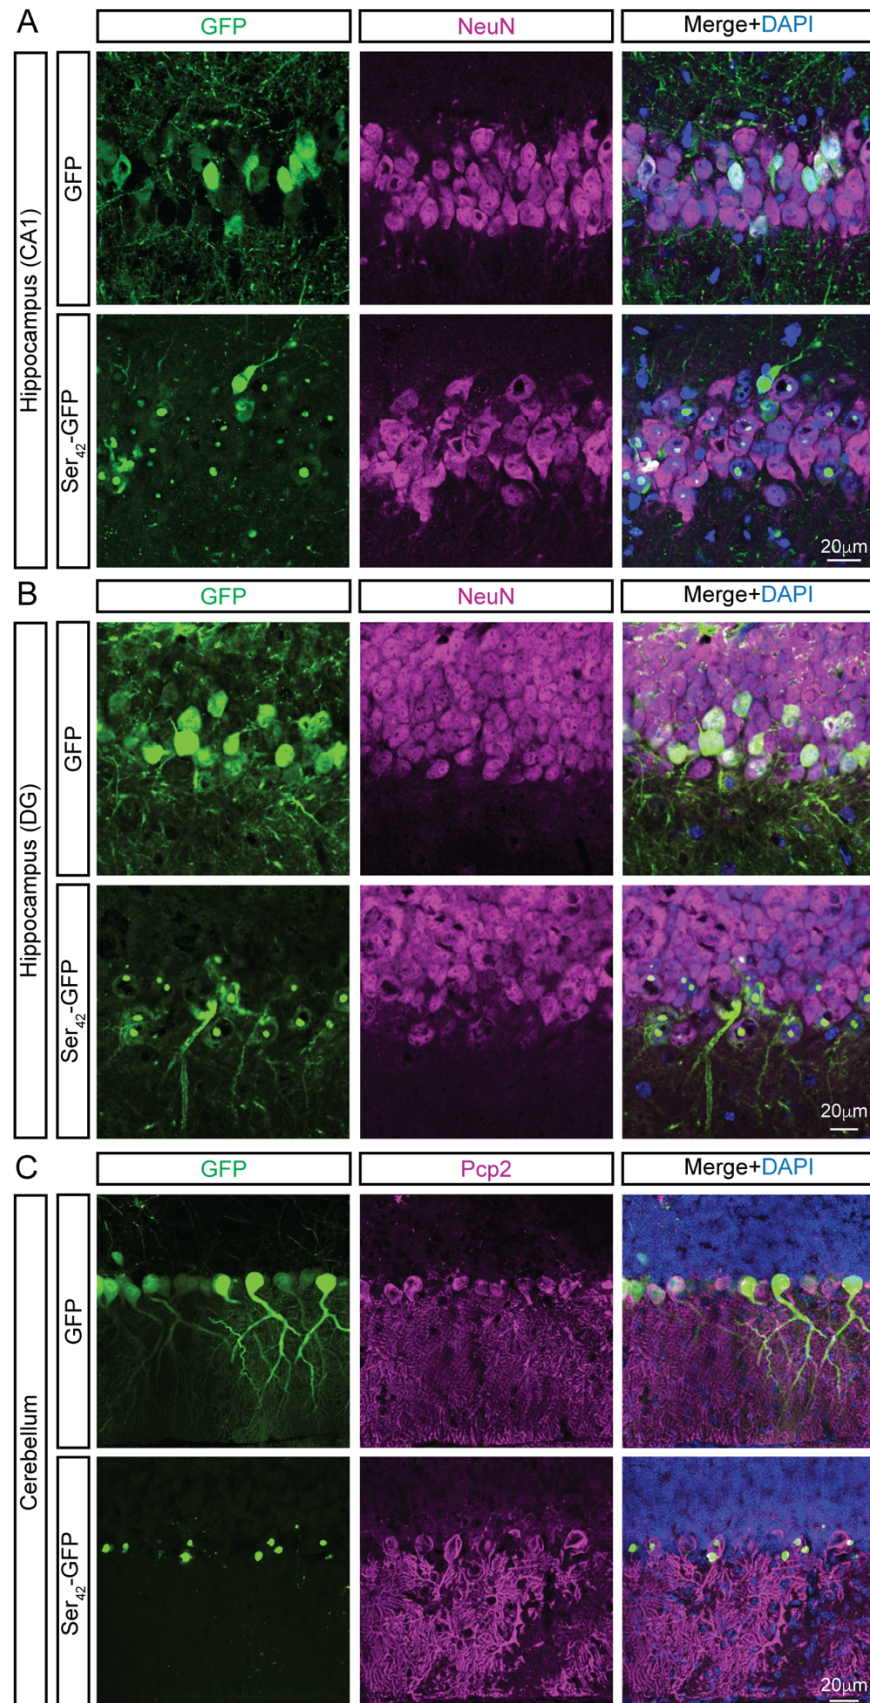 A
GFP NeuN Merge+DAPI
Hippocampus (CA1)
GFP
Ser₄₂-GFP
20µm
B
GFP NeuN Merge+DAPI
Hippocampus (DG)
GFP
Ser₄₂-GFP
20µm
C
GFP Pcp2 Merge+DAPI
Cerebellum
GFP
Ser₄₂-GFP
20µm